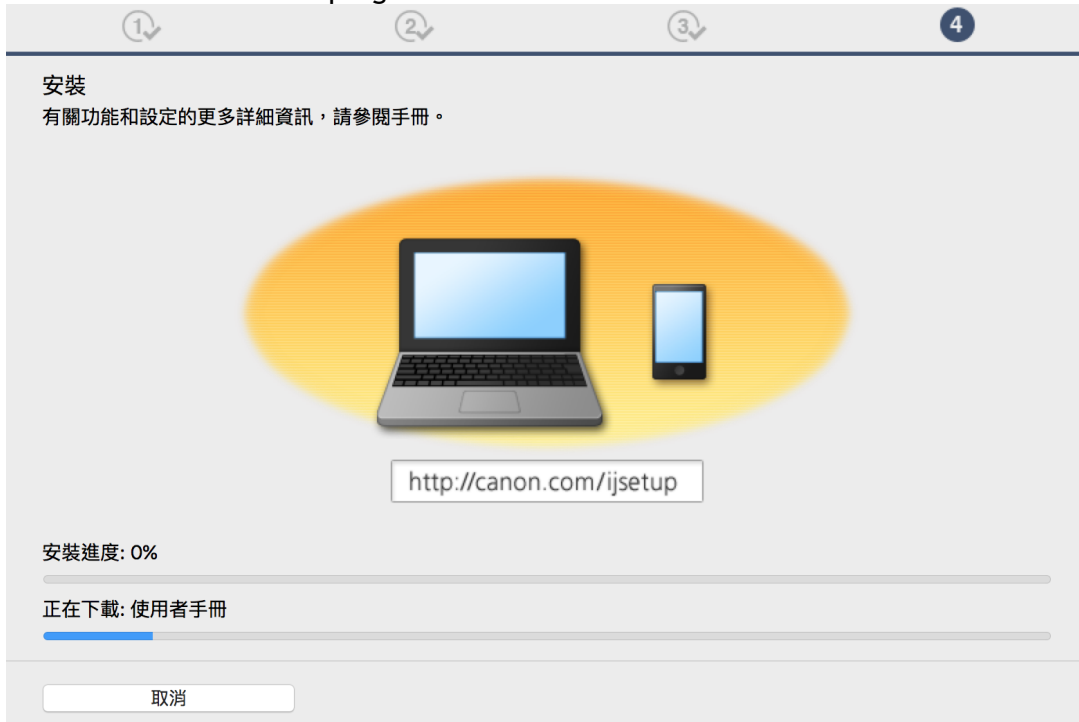 1 2 3 4
安裝
有關功能和設定的更多詳細資訊，請參閱手冊。
http://canon.com/ijsetup
安裝進度: 0%
正在下載: 使用者手冊
取消